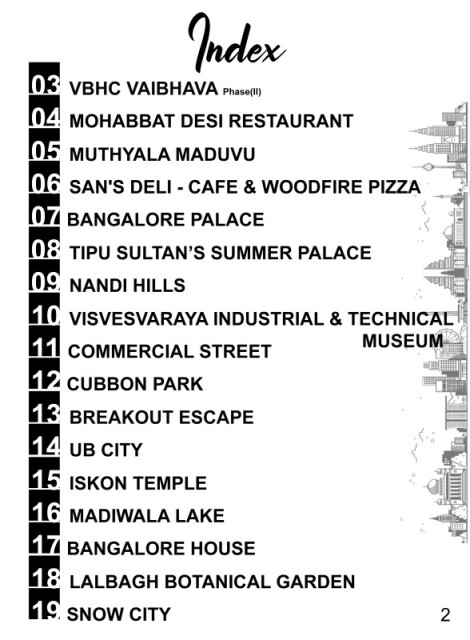 Index
03 VBHC VAIBHAVA Phase(II)
04 MOHABBAT DESI RESTAURANT
05 MUTHYALA MADUVU
06 SAN'S DELI - CAFE & WOODFIRE PIZZA
07 BANGALORE PALACE
08 TIPU SULTAN’S SUMMER PALACE
09 NANDI HILLS
10 VISVESVARAYA INDUSTRIAL & TECHNICAL
MUSEUM
11 COMMERCIAL STREET
12 CUBBON PARK
13 BREAKOUT ESCAPE
14 UB CITY
15 ISKON TEMPLE
16 MADIWALA LAKE
17 BANGALORE HOUSE
18 LALBAGH BOTANICAL GARDEN
19 SNOW CITY
2